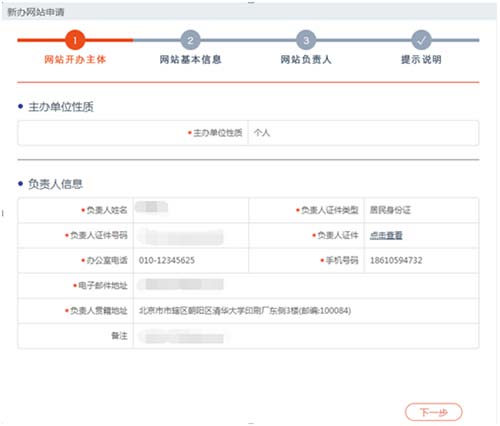 新办网站申请
1 2 3
网站开办主体 网站基本信息 网站负责人 提示说明
主办单位性质
*主办单位性质 个人
负责人信息
*负责人姓名 *负责人证件类型 居民身份证
*负责人证件号码 *负责人证件 点击查看
*办公室电话 010-12345625 *手机号码 18610594732
*电子邮件地址
*负责人贯籍地址 北京市市辖区朝阳区清华大学印刷厂东侧3楼(邮编:100084)
备注
下一步